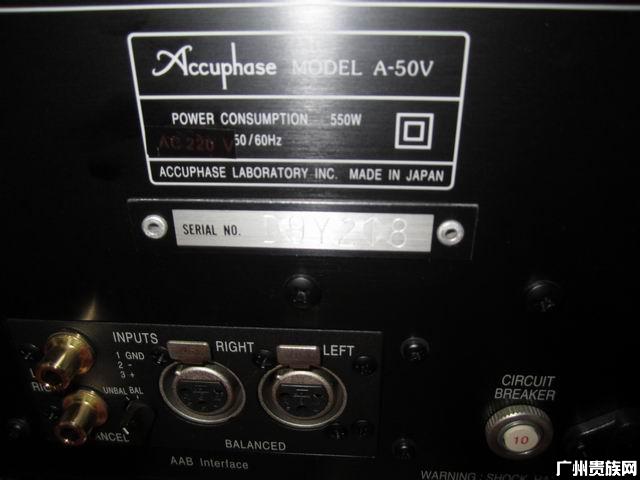 Accuphase MODEL A-50V
POWER CONSUMPTION 550W
AC 220 V 50/60Hz
ACCUPHASE LABORATORY INC. MADE IN JAPAN
SERIAL NO. D9Y218
INPUTS
1 GND
2 -
3 +
RIGHT
LEFT
UNBAL BAL
BALANCED
AAB Interface
CIRCUIT
BREAKER
10
WARNING: SHOCK
广州贵族网